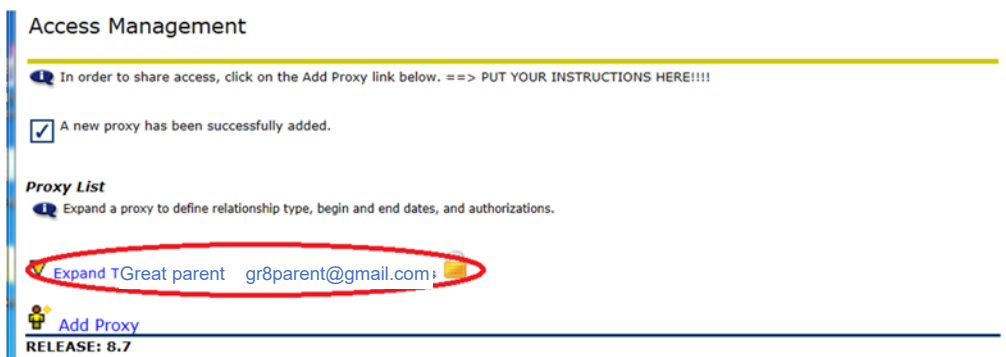 Access Management
In order to share access, click on the Add Proxy link below. ==> PUT YOUR INSTRUCTIONS HERE!!!!
A new proxy has been successfully added.
Proxy List
Expand a proxy to define relationship type, begin and end dates, and authorizations.
Expand TGreat parent gr8parent@gmail.com
Add Proxy
RELEASE: 8.7